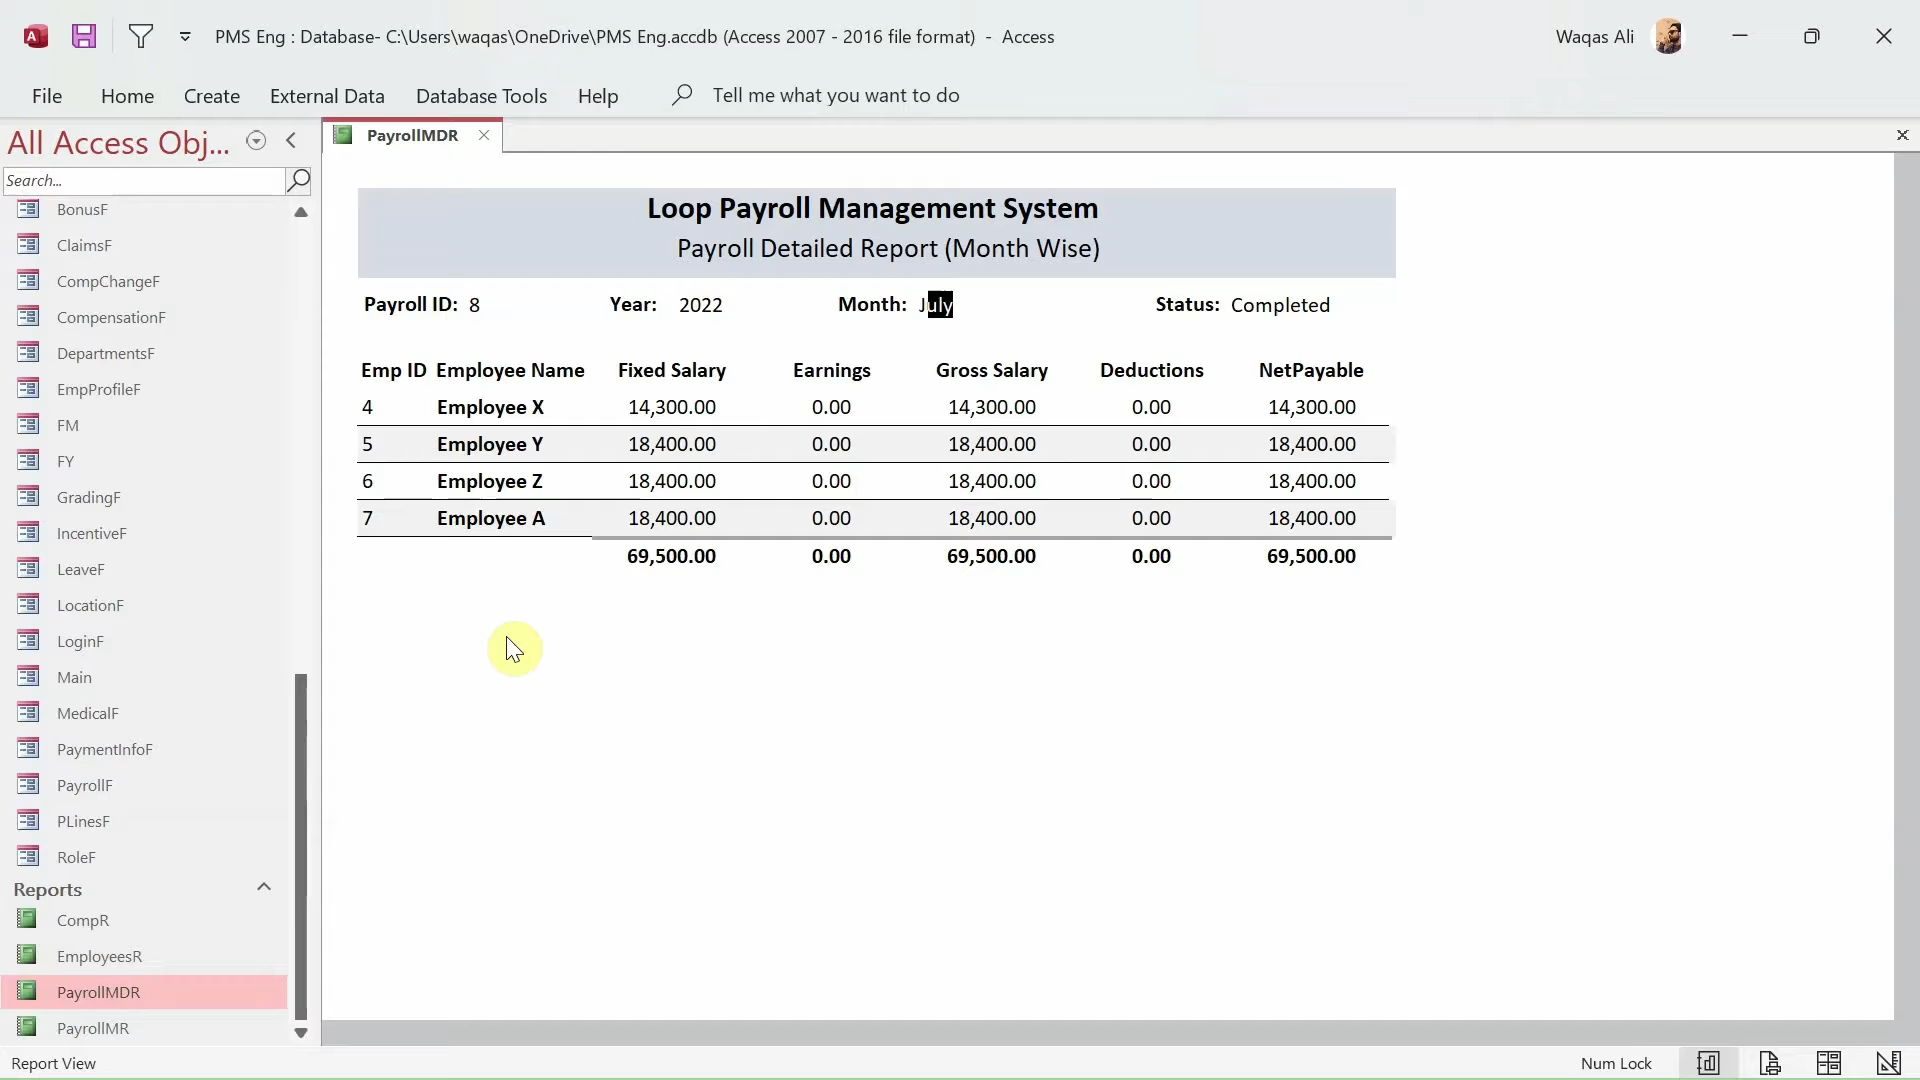 PMS Eng : Database- C:\Users\waqas\OneDrive\PMS Eng.accdb (Access 2007 - 2016 file format)  -  Access
Waqas Ali
File Home Create External Data Database Tools Help Tell me what you want to do
All Access Obj...
PayrollMDR
Search...
BonusF
ClaimsF
CompChangeF
CompensationF
DepartmentsF
EmpProfileF
FM
FY
GradingF
IncentiveF
LeaveF
LocationF
LoginF
Main
MedicalF
PaymentInfoF
PayrollF
PLinesF
RoleF
Reports
CompR
EmployeesR
PayrollMDR
PayrollMR
Loop Payroll Management System
Payroll Detailed Report (Month Wise)
Payroll ID: 8 Year: 2022 Month: July Status: Completed
Emp ID Employee Name Fixed Salary Earnings Gross Salary Deductions NetPayable
4 Employee X 14,300.00 0.00 14,300.00 0.00 14,300.00
5 Employee Y 18,400.00 0.00 18,400.00 0.00 18,400.00
6 Employee Z 18,400.00 0.00 18,400.00 0.00 18,400.00
7 Employee A 18,400.00 0.00 18,400.00 0.00 18,400.00
69,500.00 0.00 69,500.00 0.00 69,500.00
Report View
Num Lock